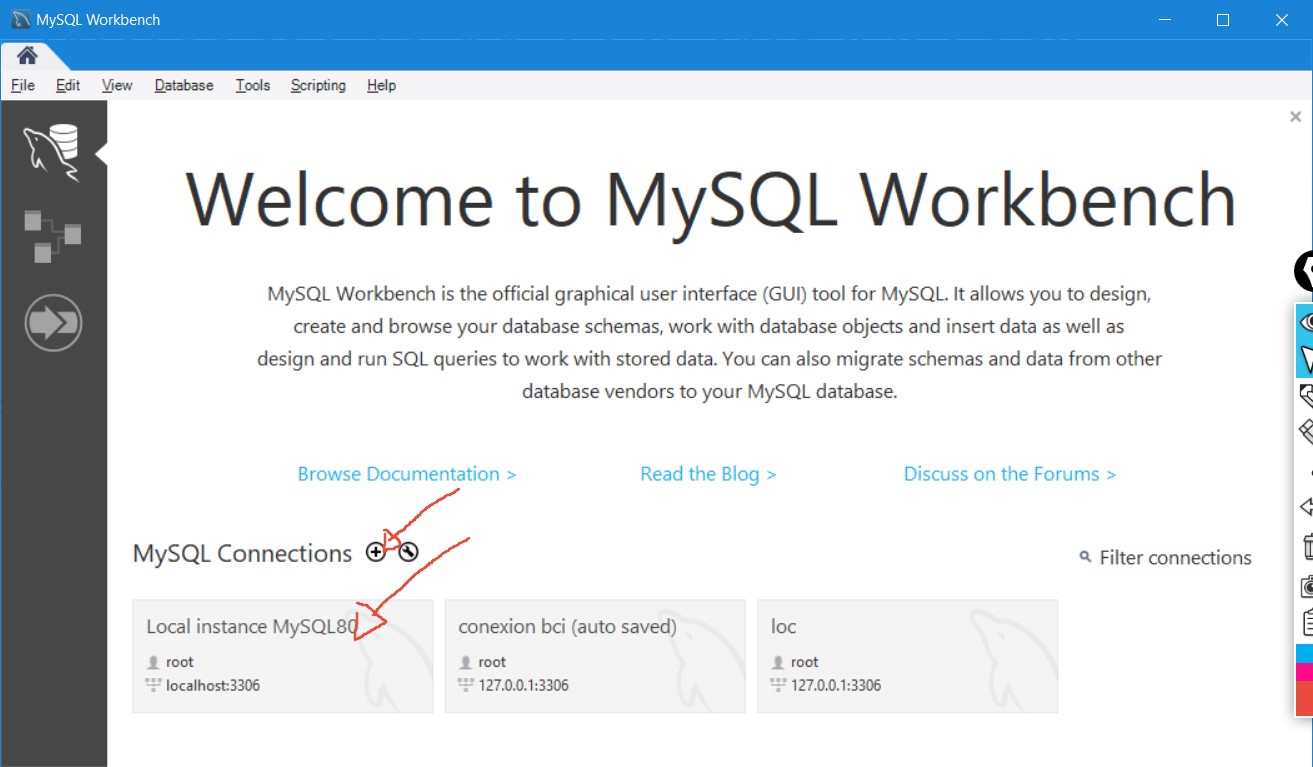 MySQL Workbench
File Edit View Database Tools Scripting Help
Welcome to MySQL Workbench
MySQL Workbench is the official graphical user interface (GUI) tool for MySQL. It allows you to design,
create and browse your database schemas, work with database objects and insert data as well as
design and run SQL queries to work with stored data. You can also migrate schemas and data from other
database vendors to your MySQL database.
Browse Documentation > Read the Blog > Discuss on the Forums >
MySQL Connections Filter connections
Local instance MySQL80
root
localhost:3306
conexion bci (auto saved)
root
127.0.0.1:3306
loc
root
127.0.0.1:3306